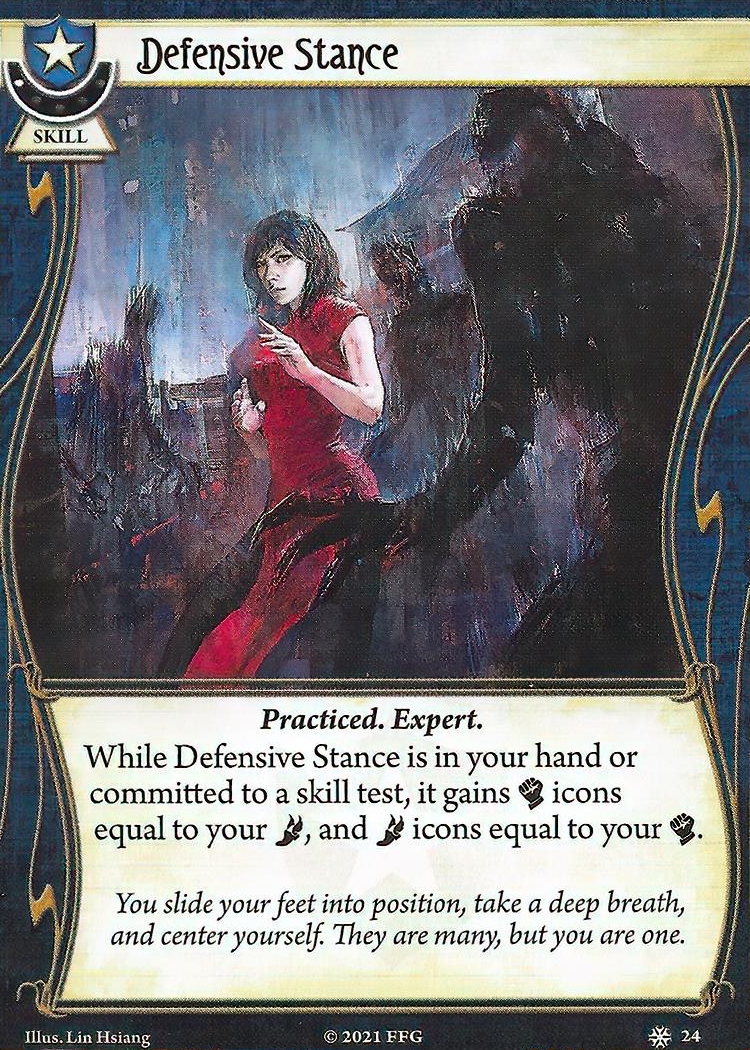 Defensive Stance
SKILL
Practiced. Expert.
While Defensive Stance is in your hand or
committed to a skill test, it gains icons
equal to your , and icons equal to your .
You slide your feet into position, take a deep breath,
and center yourself. They are many, but you are one.
Illus. Lin Hsiang © 2021 FFG 24